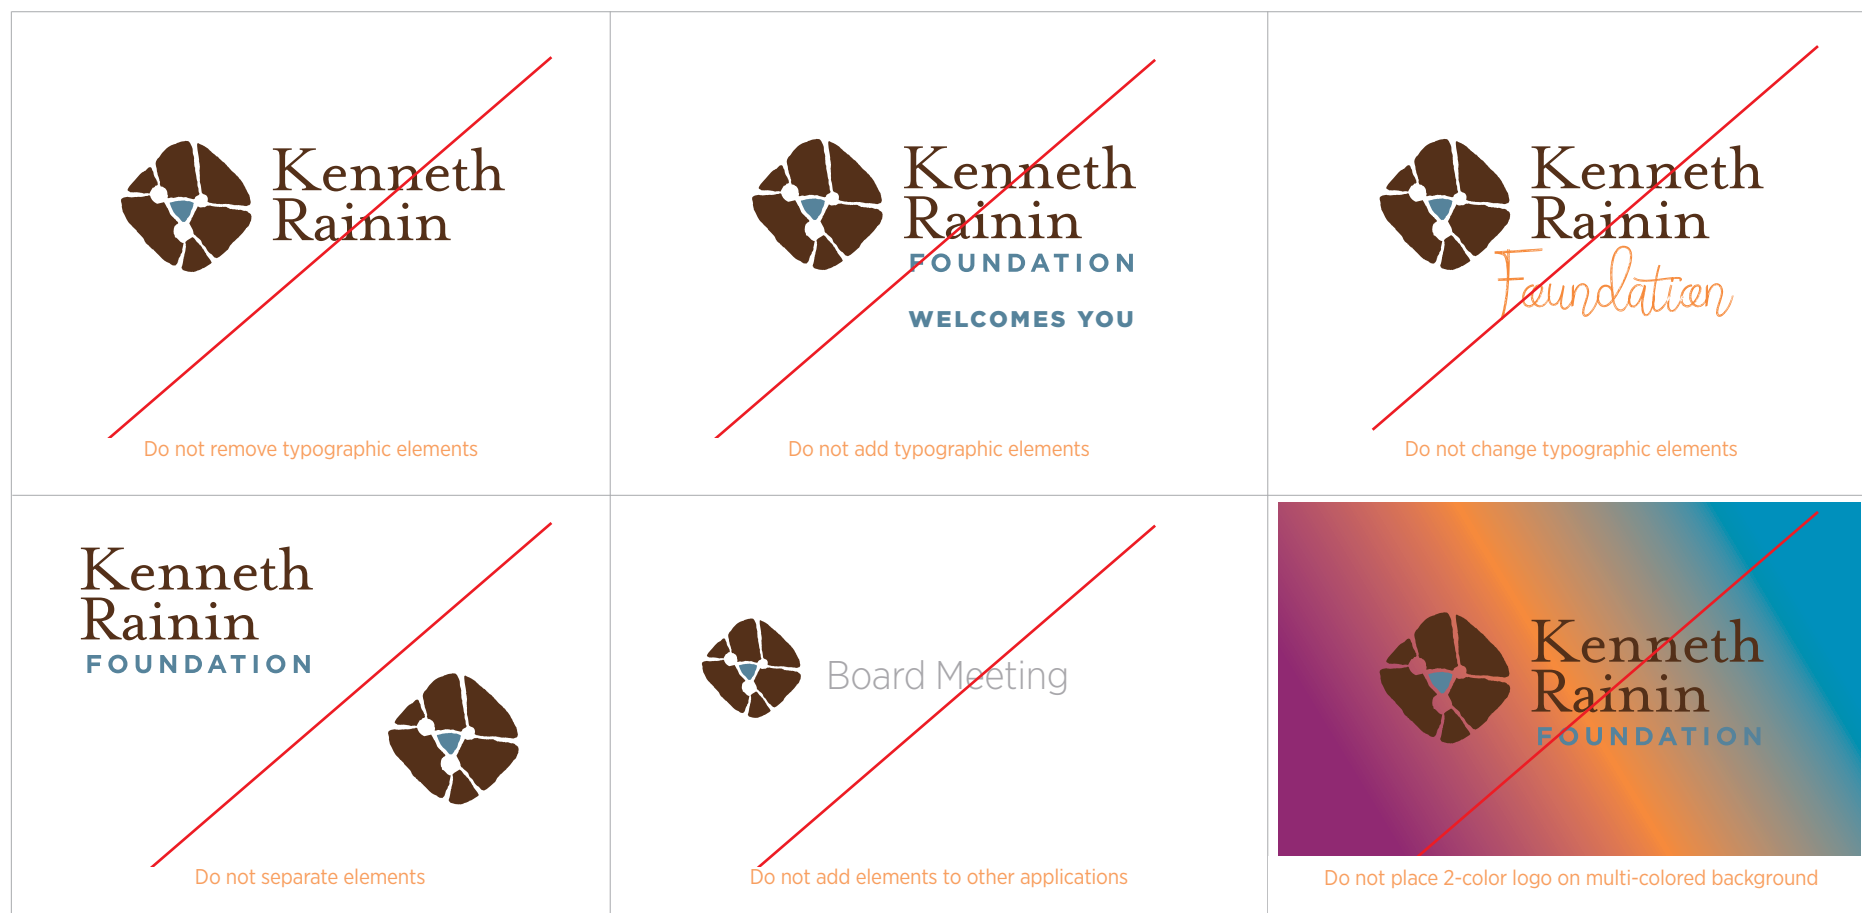 Kenneth
Rainin
Do not remove typographic elements
Kenneth
Rainin
FOUNDATION
WELCOMES YOU
Do not add typographic elements
Kenneth
Rainin
Foundation
Do not change typographic elements
Kenneth
Rainin
FOUNDATION
Do not separate elements
Board Meeting
Do not add elements to other applications
Kenneth
Rainin
FOUNDATION
Do not place 2-color logo on multi-colored background